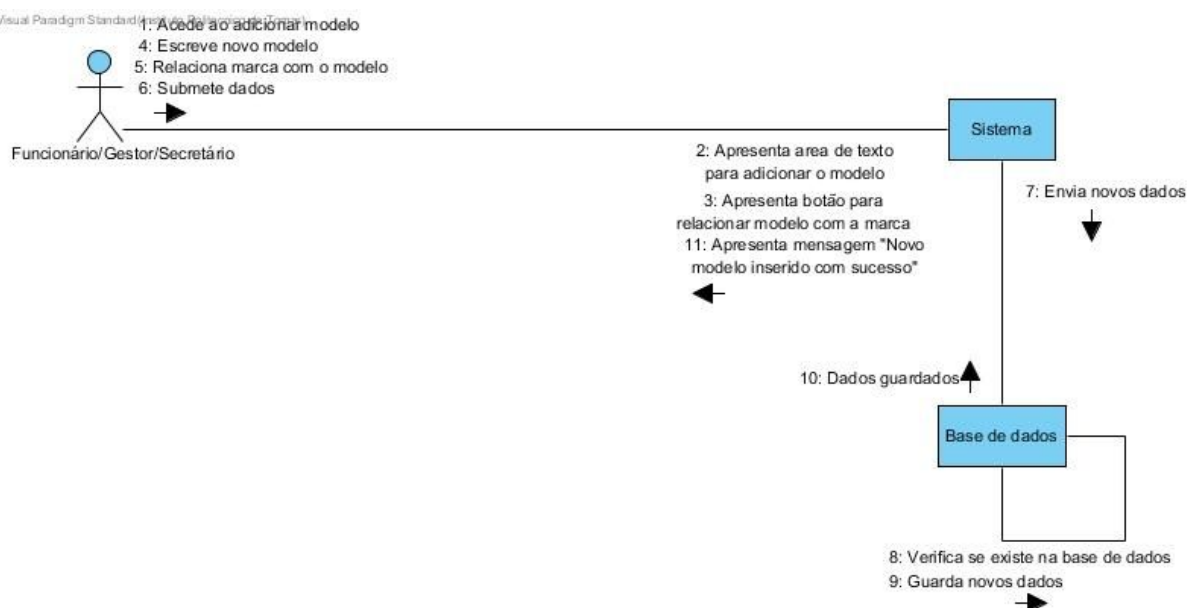 Visual Paradigm Standard
1: Acede ao adicionar modelo
4: Escreve novo modelo
5: Relaciona marca com o modelo
6: Submete dados
Funcionário/Gestor/Secretário
Sistema
2: Apresenta area de texto
para adicionar o modelo
3: Apresenta botão para
relacionar modelo com a marca
11: Apresenta mensagem "Novo
modelo inserido com sucesso"
7: Envia novos dados
10: Dados guardados
Base de dados
8: Verifica se existe na base de dados
9: Guarda novos dados